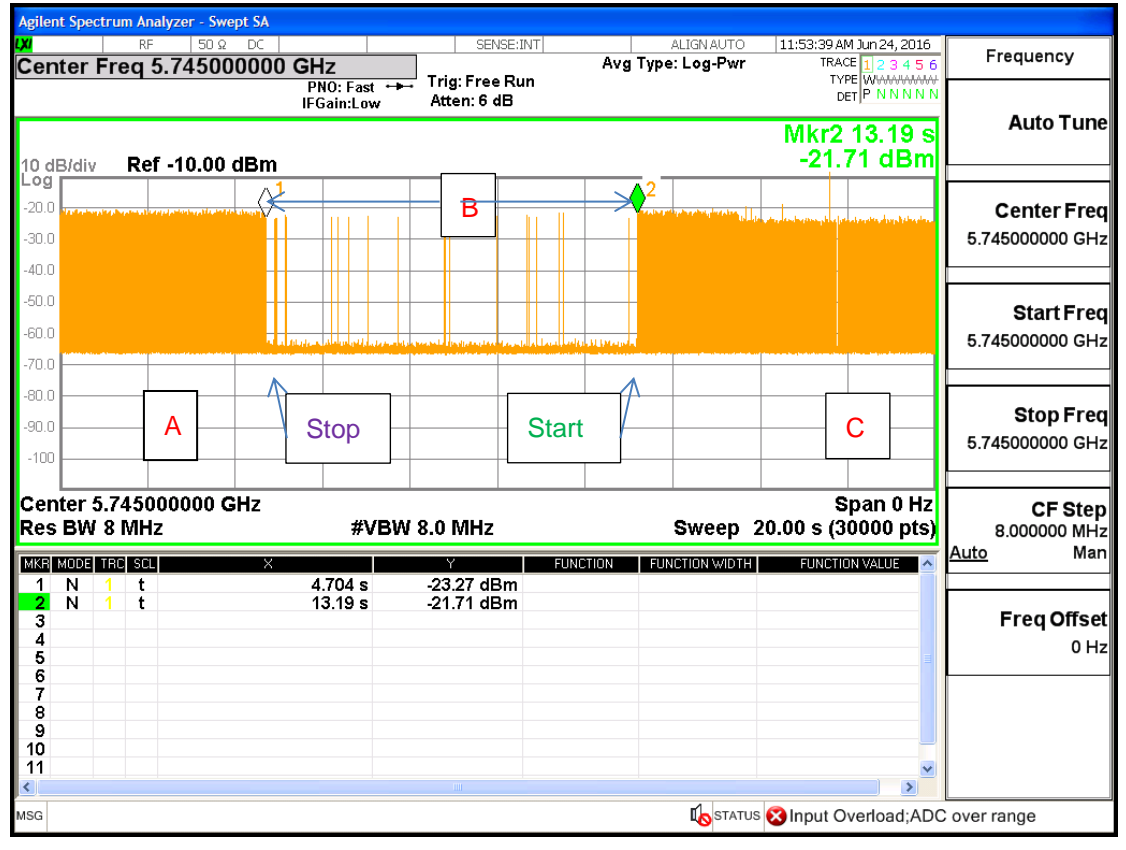 Agilent Spectrum Analyzer - Swept SA
LXI RF 50 Ω DC SENSE:INT ALIGN AUTO 11:53:39 AM Jun 24, 2016
Center Freq 5.745000000 GHz
PNO: Fast
IFGain:Low
Trig: Free Run
Atten: 6 dB
Avg Type: Log-Pwr
TRACE 1 2 3 4 5 6
TYPE WWWWWW
DET P N N N N N
Mkr2 13.19 s
-21.71 dBm
10 dB/div Ref -10.00 dBm
Log
1
2
-20.0
-30.0
-40.0
-50.0
-60.0
-70.0
-80.0
-90.0
-100
B
A
Stop
Start
C
Center 5.745000000 GHz Span 0 Hz
Res BW 8 MHz #VBW 8.0 MHz Sweep 20.00 s (30000 pts)
MKR MODE TRC SCL X Y FUNCTION FUNCTION WIDTH FUNCTION VALUE
1 N 1 t 4.704 s -23.27 dBm
2 N 1 t 13.19 s -21.71 dBm
3
4
5
6
7
8
9
10
11
MSG STATUS Input Overload;ADC over range
Frequency
Auto Tune
Center Freq
5.745000000 GHz
Start Freq
5.745000000 GHz
Stop Freq
5.745000000 GHz
CF Step
8.000000 MHz
Auto Man
Freq Offset
0 Hz